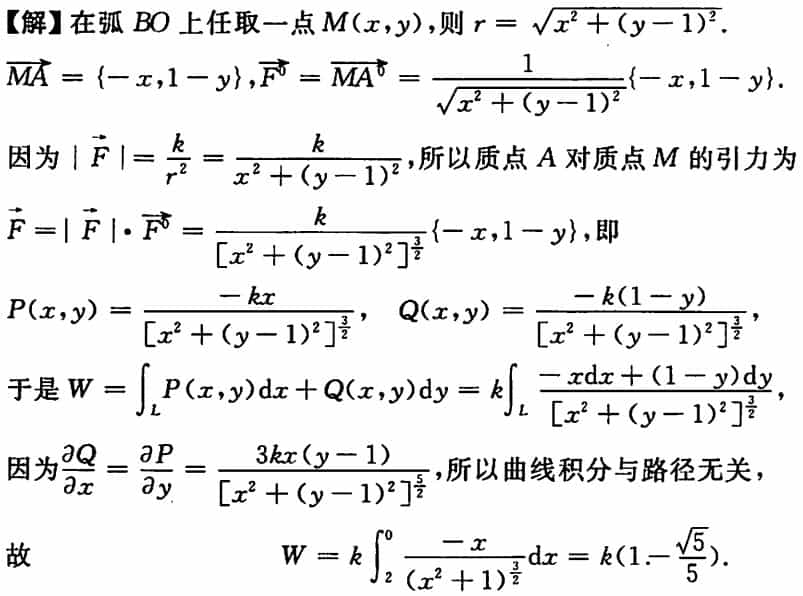 【解】在弧 BO 上任取一点 M(x,y),则 r = √(x² + (y − 1)²).
→MA = {− x,1 − y},→F⁰ = →MA⁰ = 1/√(x² + (y − 1)²) {− x,1 − y}.
因为 | →F | = k/r² = k/(x² + (y − 1)²),所以质点 A 对质点 M 的引力为
→F = | →F | • →F⁰ = k/[x² + (y − 1)²]^(3/2) {− x,1 − y},即
P(x,y) = − kx/[x² + (y − 1)²]^(3/2), Q(x,y) = − k(1 − y)/[x² + (y − 1)²]^(3/2),
于是 W = ∫_L P(x,y)dx + Q(x,y)dy = k∫_L (− xdx + (1 − y)dy)/[x² + (y − 1)²]^(3/2),
因为 ∂Q/∂x = ∂P/∂y = 3kx(y − 1)/[x² + (y − 1)²]^(5/2),所以曲线积分与路径无关,
故 W = k∫₂⁰ − x/(x² + 1)^(3/2) dx = k(1.− √5/5).